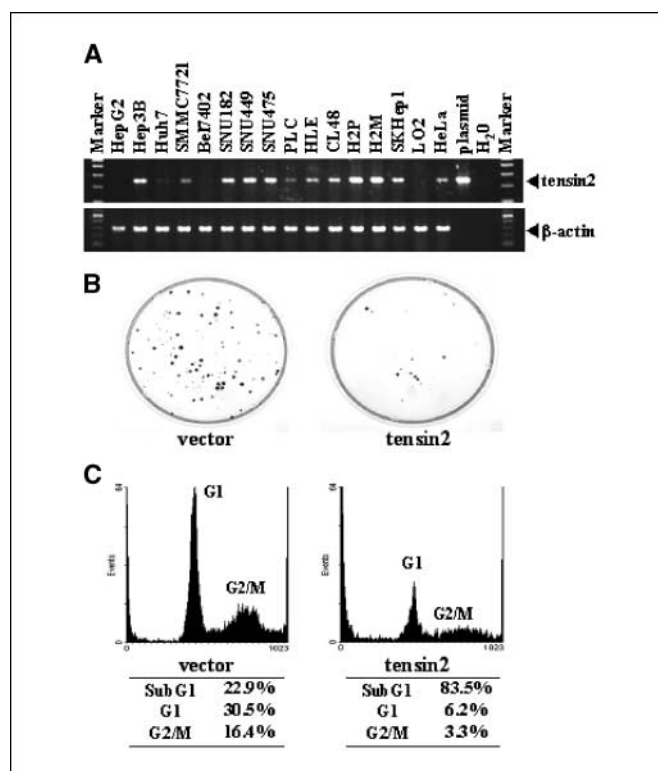 A
Marker
HepG2
Hep3B
Huh7
SMMC7721
Bel7402
SNU182
SNU449
SNU475
PLC
HLE
CL48
H2P
H2M
SKHep1
LO2
HeLa
plasmid
H₂0
Marker
tensin2
β-actin
B
vector
tensin2
C
64
Events
0
0
1023
G1
G2/M
vector
Sub G1 22.9%
G1 30.5%
G2/M 16.4%
64
Events
0
0
1023
G1
G2/M
tensin2
Sub G1 83.5%
G1 6.2%
G2/M 3.3%